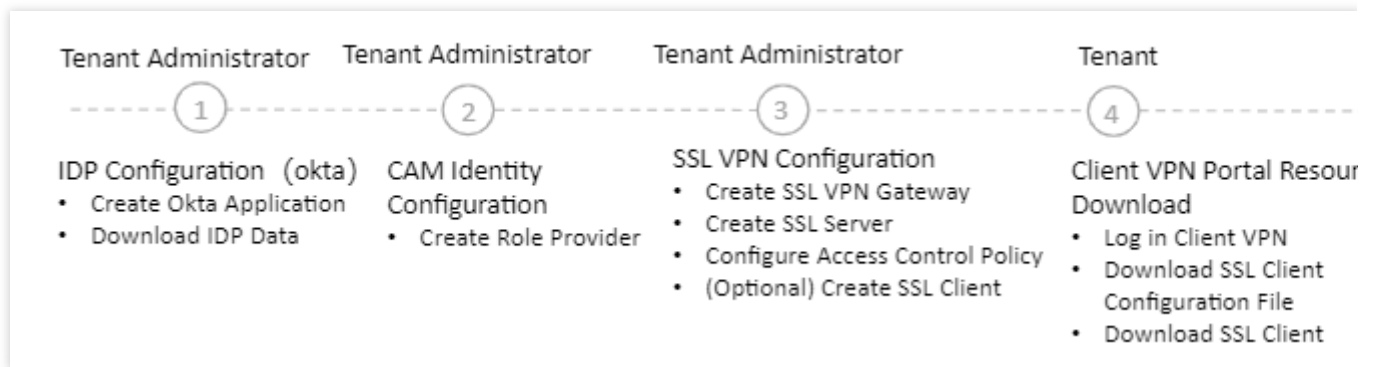 Tenant Administrator
Tenant Administrator
Tenant Administrator
Tenant
1
2
3
4
IDP Configuration (okta)
• Create Okta Application
• Download IDP Data
CAM Identity
Configuration
• Create Role Provider
SSL VPN Configuration
• Create SSL VPN Gateway
• Create SSL Server
• Configure Access Control Policy
• (Optional) Create SSL Client
Client VPN Portal Resour
Download
• Log in Client VPN
• Download SSL Client
Configuration File
• Download SSL Client